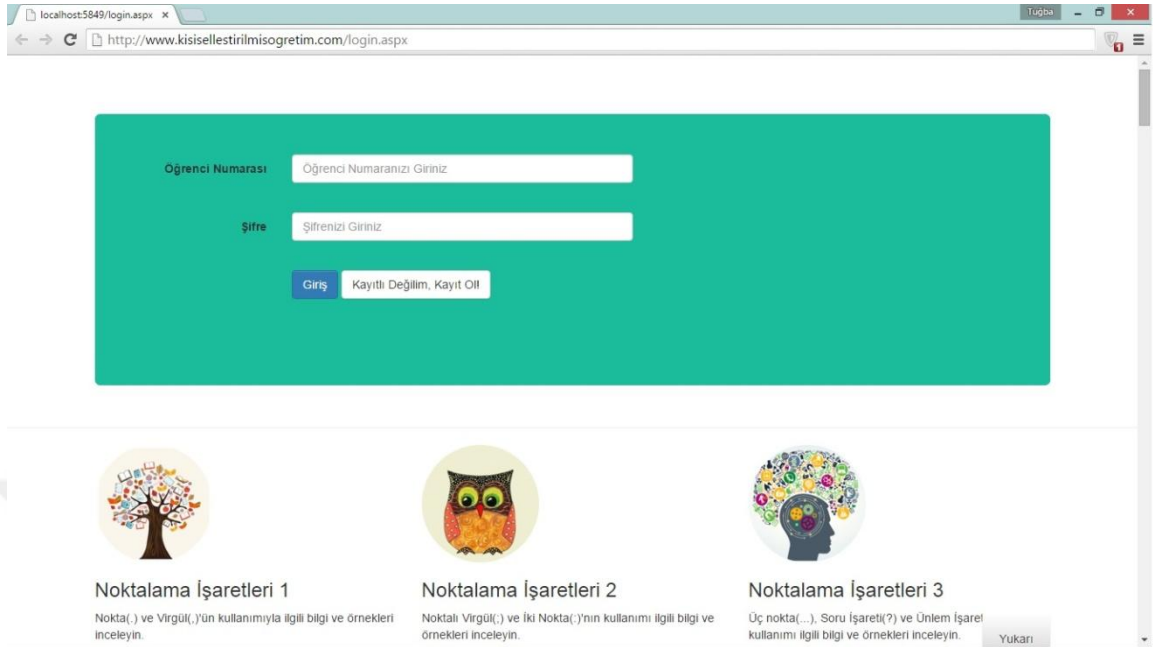 localhost:5849/login.aspx
Tuğba
http://www.kisisellestirilmisogretim.com/login.aspx
1
Öğrenci Numarası
Öğrenci Numaranızı Giriniz
Şifre
Şifrenizi Giriniz
Giriş
Kayıtlı Değilim, Kayıt Ol!
Noktalama İşaretleri 1
Nokta(.) ve Virgül(,)'ün kullanımıyla ilgili bilgi ve örnekleri
inceleyin.
Noktalama İşaretleri 2
Noktalı Virgül(;) ve İki Nokta(:)'nın kullanımı ilgili bilgi ve
örnekleri inceleyin.
Noktalama İşaretleri 3
Üç nokta(...), Soru İşareti(?) ve Ünlem İşaret
kullanımı ilgili bilgi ve örnekleri inceleyin.
Yukarı